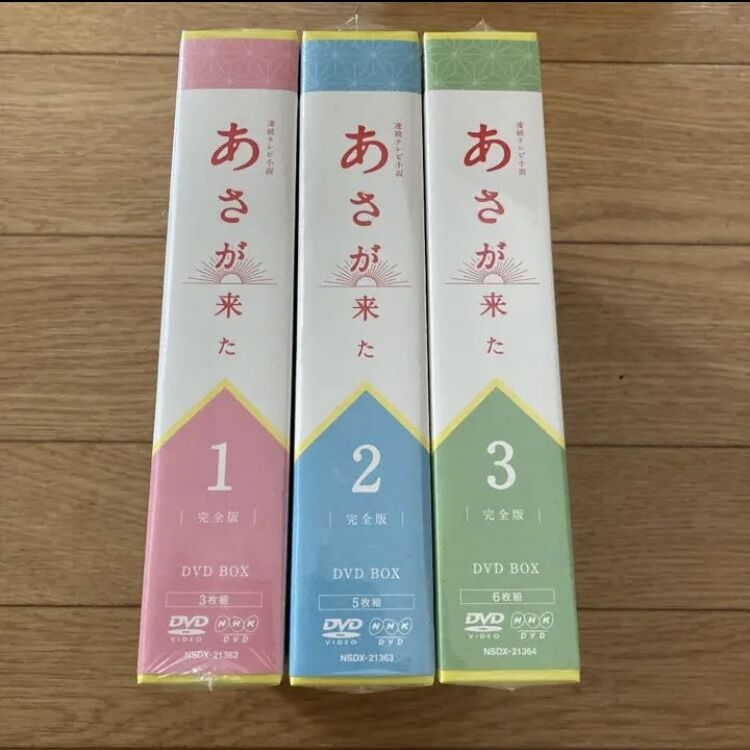 連続テレビ小説
あさが来た
1
完全版
DVD BOX
3枚組
DVD VIDEO
NHK DVD
NSDX-21362
連続テレビ小説
あさが来た
2
完全版
DVD BOX
5枚組
DVD VIDEO
NHK DVD
NSDX-21363
連続テレビ小説
あさが来た
3
完全版
DVD BOX
6枚組
DVD VIDEO
NHK DVD
NSDX-21364